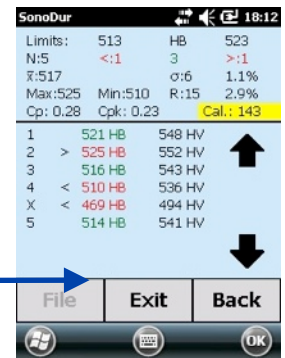 SonoDur 18:12
Limits: 513 HB 523
N:5 <:1 3 >:1
x̅:517 σ:6 1.1%
Max:525 Min:510 R:15 2.9%
Cp: 0.28 Cpk: 0.23 Cal.: 143
1 521 HB 548 HV
2 > 525 HB 552 HV
3 516 HB 543 HV
4 < 510 HB 536 HV
X < 469 HB 494 HV
5 514 HB 541 HV
File Exit Back
OK